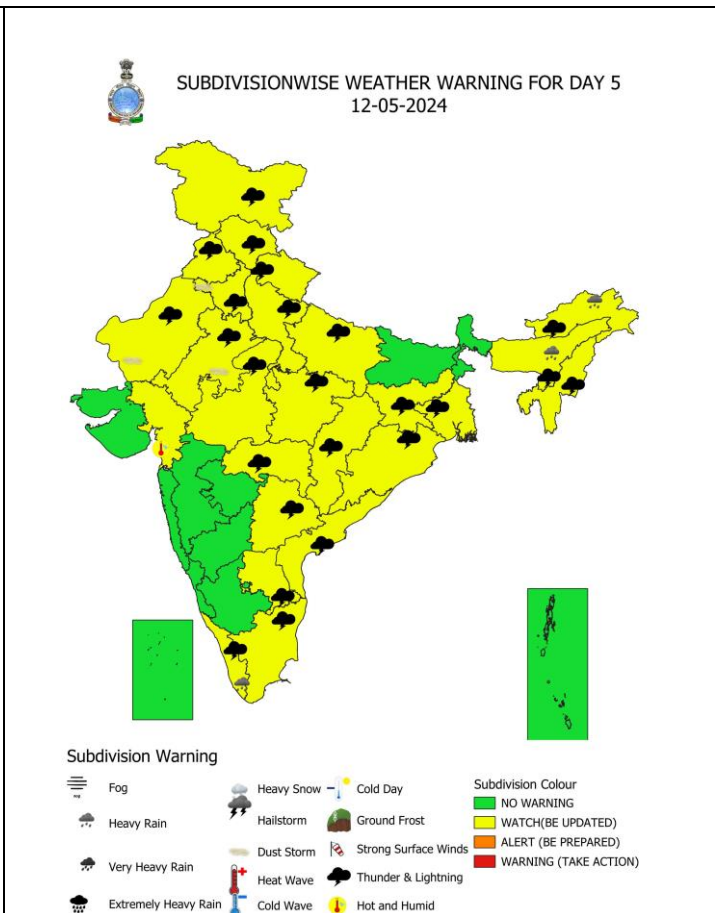 SUBDIVISIONWISE WEATHER WARNING FOR DAY 5
12-05-2024
Subdivision Warning
Fog
Heavy Rain
Very Heavy Rain
Extremely Heavy Rain
Heavy Snow
Hailstorm
Dust Storm
Heat Wave
Cold Wave
Cold Day
Ground Frost
Strong Surface Winds
Thunder & Lightning
Hot and Humid
Subdivision Colour
NO WARNING
WATCH(BE UPDATED)
ALERT (BE PREPARED)
WARNING (TAKE ACTION)